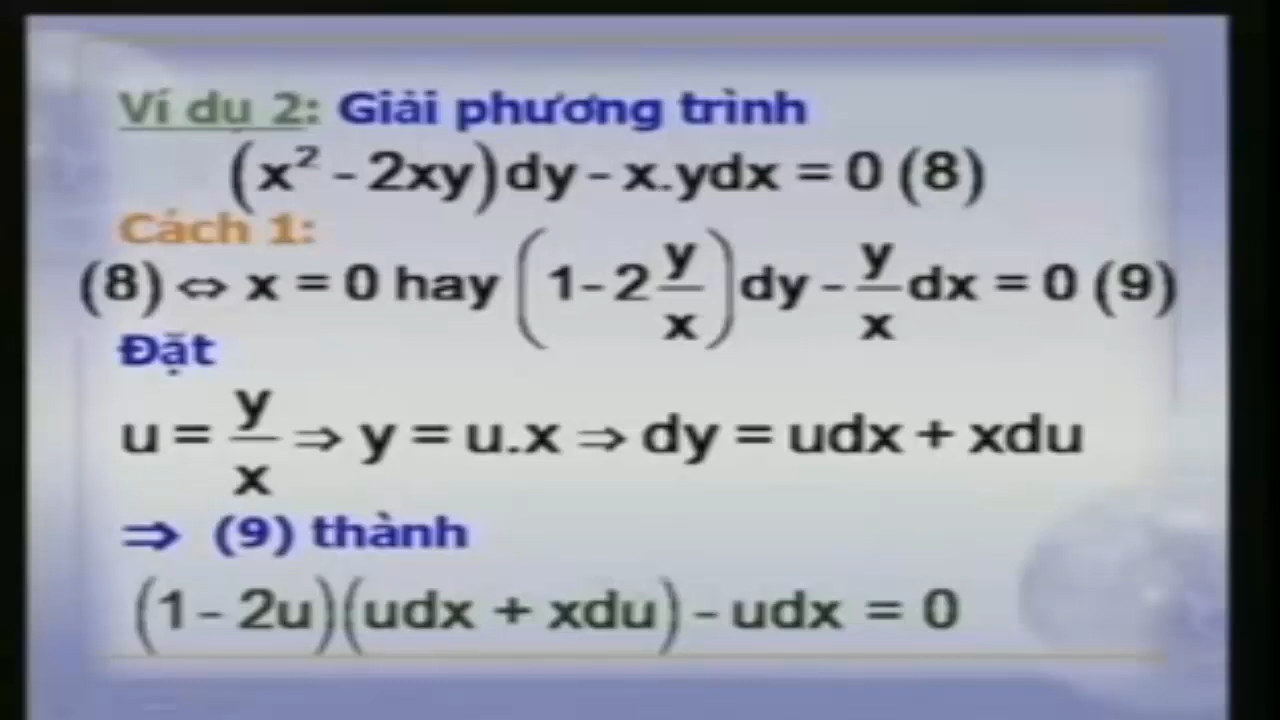 Ví dụ 2: Giải phương trình
(x² - 2xy)dy - x.ydx = 0 (8)
Cách 1:
(8) ⇔ x = 0 hay (1 - 2 y/x)dy - y/x dx = 0 (9)
Đặt
u = y/x ⇒ y = u.x ⇒ dy = udx + xdu
⇒ (9) thành
(1 - 2u)(udx + xdu) - udx = 0